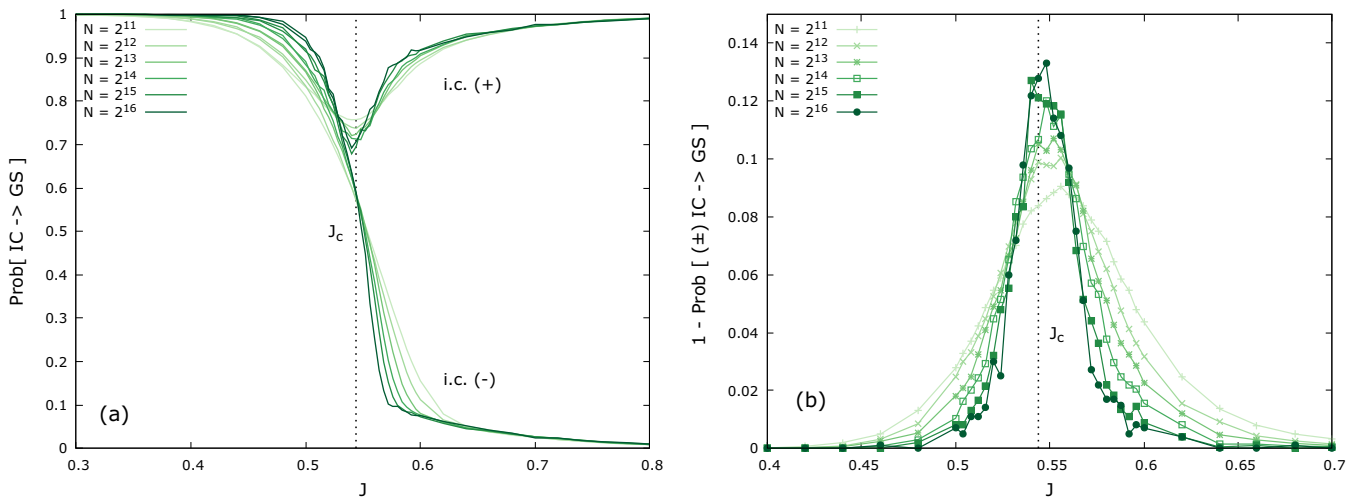 Prob[ IC -> GS ]
1
0.9
0.8
0.7
0.6
0.5
0.4
0.3
0.2
0.1
0
N = 2^11
N = 2^12
N = 2^13
N = 2^14
N = 2^15
N = 2^16
i.c. (+)
J_c
i.c. (-)
(a)
0.3
0.4
0.5
0.6
0.7
0.8
J
1 - Prob [ (±) IC -> GS ]
0.14
0.12
0.1
0.08
0.06
0.04
0.02
0
N = 2^11
N = 2^12
N = 2^13
N = 2^14
N = 2^15
N = 2^16
J_c
(b)
0.4
0.45
0.5
0.55
0.6
0.65
0.7
J